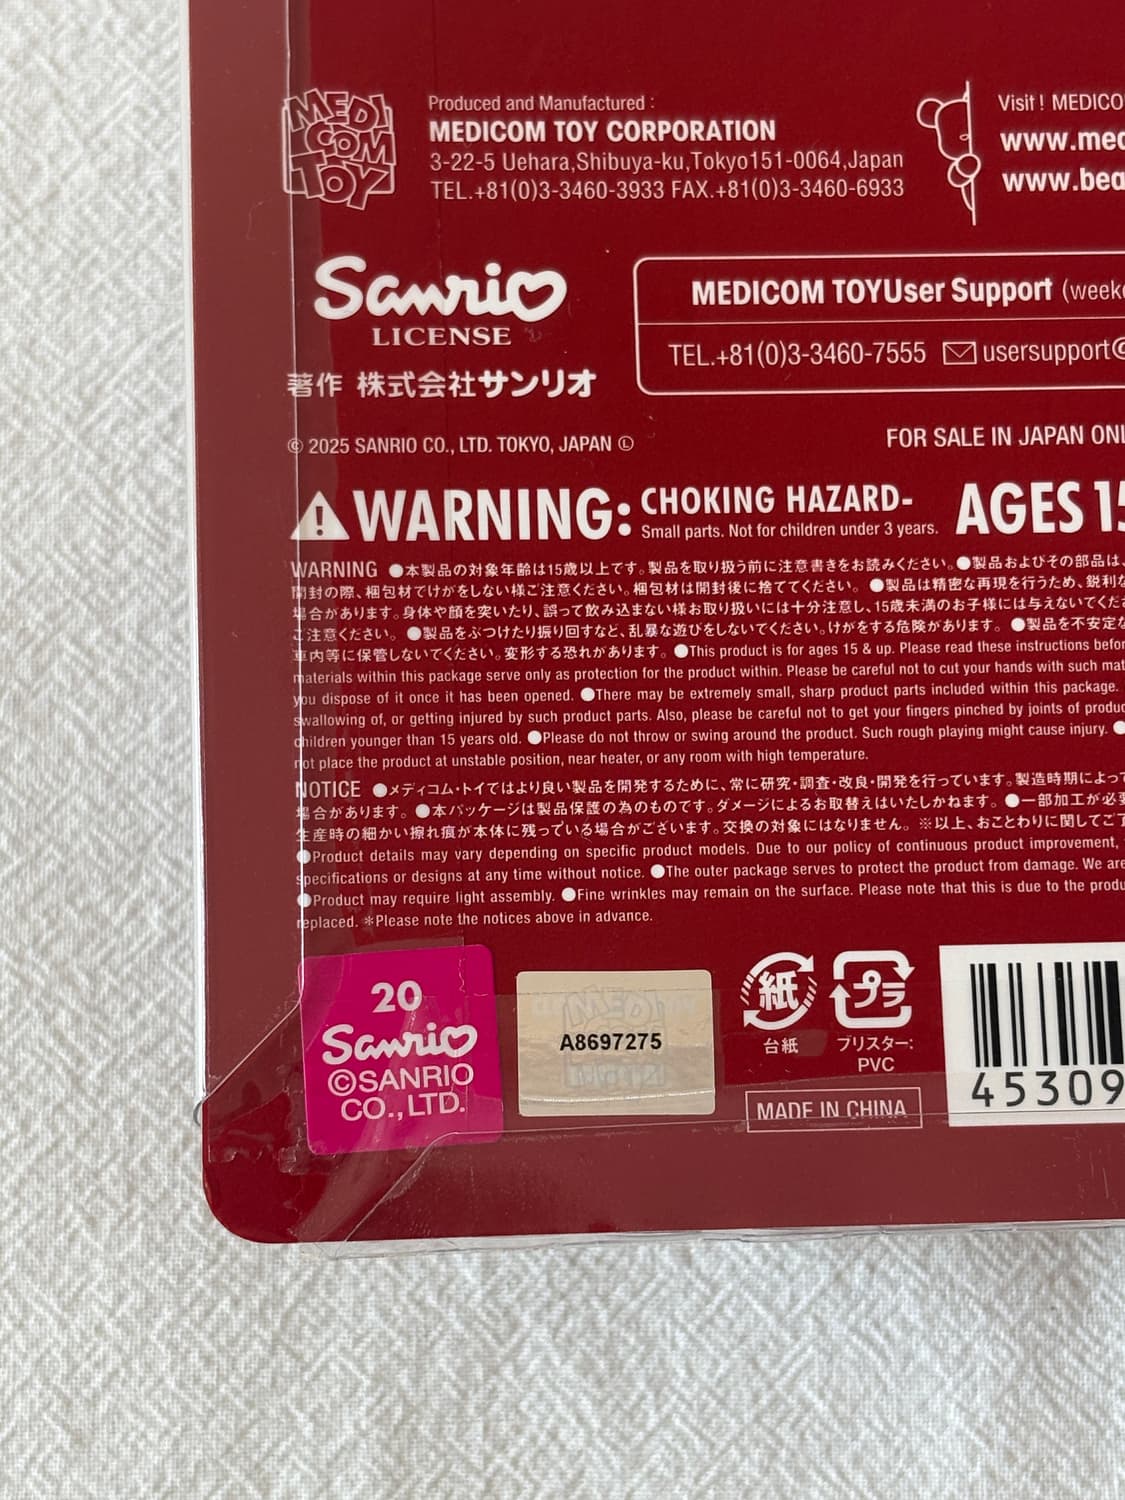 MEDI
COM
TOY
Produced and Manufactured :
MEDICOM TOY CORPORATION
3-22-5 Uehara,Shibuya-ku,Tokyo151-0064,Japan
TEL.+81(0)3-3460-3933 FAX.+81(0)3-3460-6933
Visit ! MEDICO
www.med
www.bea
Sanrio
LICENSE
著作 株式会社サンリオ
© 2025 SANRIO CO., LTD. TOKYO, JAPAN Ⓛ
MEDICOM TOYUser Support (week
TEL.+81(0)3-3460-7555 usersupport@
FOR SALE IN JAPAN ONL
WARNING: CHOKING HAZARD- AGES 15
Small parts. Not for children under 3 years.
WARNING ●本製品の対象年齢は15歳以上です。製品を取り扱う前に注意書きをお読みください。●製品およびその部品は、
開封の際、梱包材でけがをしない様ご注意ください。梱包材は開封後に捨ててください。 ●製品は精密な再現を行うため、鋭利な
場合があります。身体や顔を突いたり、誤って飲み込まない様お取り扱いには十分注意し、15歳未満のお子様には与えないでくだ
ご注意ください。 ●製品をぶつけたり振り回すなど、乱暴な遊びをしないでください。けがをする危険があります。 ●製品を不安定な
車内等に保管しないてください。変形する恐れがあります。 ●This product is for ages 15 & up. Please read these instructions befor
materials within this package serve only as protection for the product within. Please be careful not to cut your hands with such mat
you dispose of it once it has been opened. ●There may be extremely small, sharp product parts included within this package.
swallowing of, or getting injured by such product parts. Also, please be careful not to get your fingers pinched by joints of produc
children younger than 15 years old. ●Please do not throw or swing around the product. Such rough playing might cause injury. ●
not place the product at unstable position, near heater, or any room with high temperature.
NOTICE ●メディコム・トイではより良い製品を開発するために、常に研究・調査・改良・開発を行っています。製造時期によって
場合があります。 ●本パッケージは製品保護の為のものです。ダメージによるお取替えはいたしかねます。 ●一部加工が必要
生産時の細かい擦れ痕が本体に残っている場合がございます。交換の対象にはなりません。 ※以上、おことわりに関してご了
●Product details may vary depending on specific product models. Due to our policy of continuous product improvement,
specifications or designs at any time without notice. ●The outer package serves to protect the product from damage. We are
●Product may require light assembly. ●Fine wrinkles may remain on the surface. Please note that this is due to the produ
replaced. ＊Please note the notices above in advance.
20
Sanrio
©SANRIO
CO.,LTD.
A8697275
紙
台紙
プラ
ブリスター:
PVC
MADE IN CHINA
45309